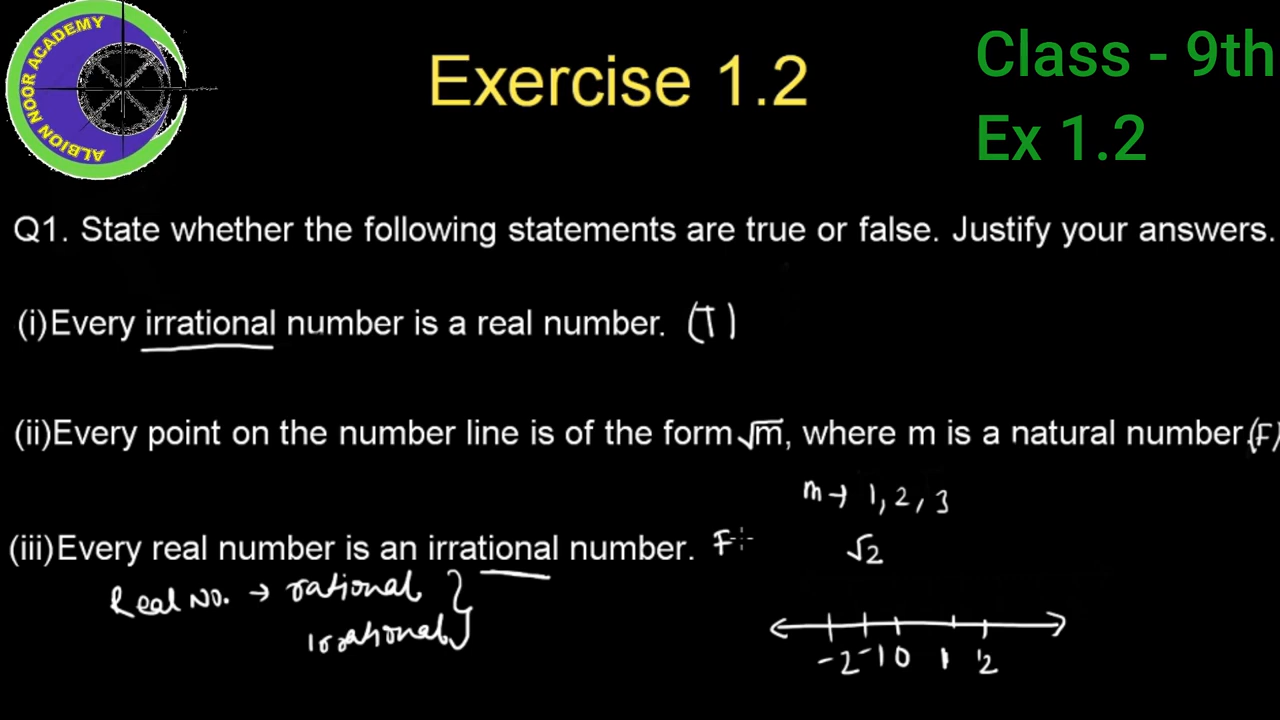 ALBION NOOR ACADEMY
Exercise 1.2
Class - 9th
Ex 1.2
Q1. State whether the following statements are true or false. Justify your answers.
(i)Every irrational number is a real number. (T)
(ii)Every point on the number line is of the form √m, where m is a natural number.(F)
m→ 1, 2, 3
(iii)Every real number is an irrational number. F
√2
Real No. → rational }
irrational
-2 -1 0 1 2